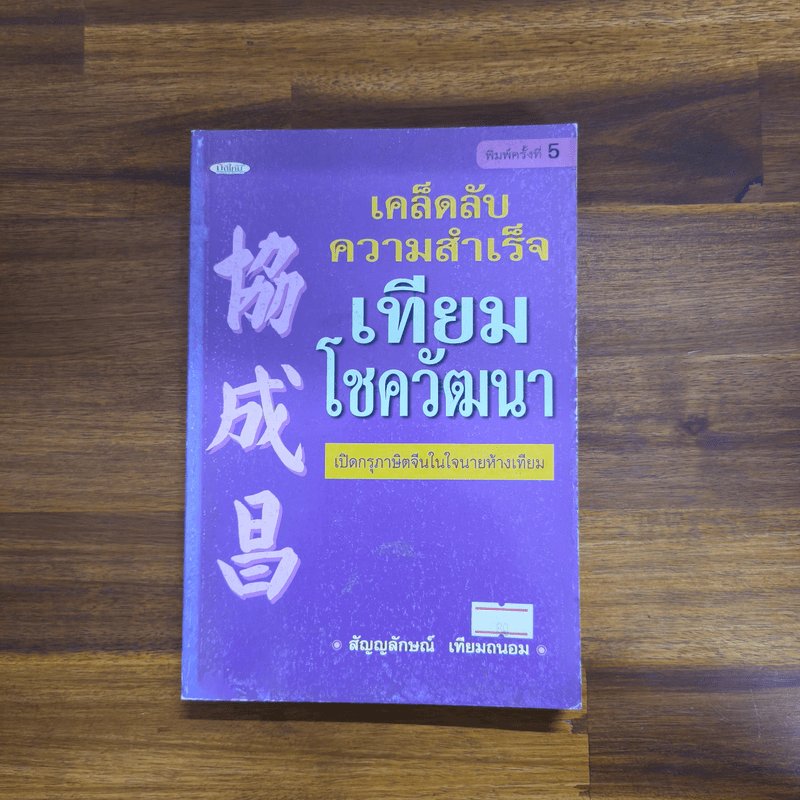 พิมพ์ครั้งที่ 5
เคล็ดลับ
ความสำเร็จ
เทียม
โชควัฒนา
เปิดกรุภาษิตจีนในใจนายห้างเทียม
協
成
昌
สัญญลักษณ์ เทียมถนอม